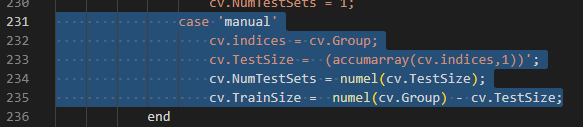 230 cv.NumTestSets = 1;
231 case 'manual'
232 cv.indices = cv.Group;
233 cv.TestSize = (accumarray(cv.indices,1))';
234 cv.NumTestSets = numel(cv.TestSize);
235 cv.TrainSize = numel(cv.Group) - cv.TestSize;
236 end